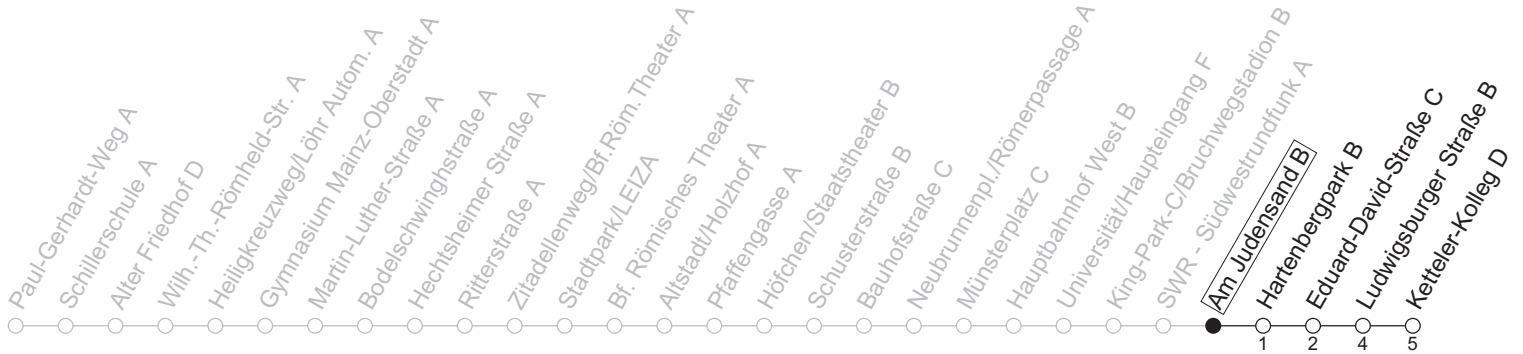 Paul-Gerhardt-Weg A
Schillerschule A
Alter Friedhof D
Wilh.-Th.-Römheld-Str. A
Heiligkreuzweg/Löhr Autom. A
Gymnasium Mainz-Oberstadt A
Martin-Luther-Straße A
Bodelschwinghstraße A
Hechtsheimer Straße A
Ritterstraße A
Zitadellenweg/Bf.Röm.Theater A
Stadtpark/LEIZA
Bf. Römisches Theater A
Altstadt/Holzhof A
Pfaffengasse A
Höfchen/Staatstheater B
Schusterstraße B
Bauhofstraße C
Neubrunnenpl./Römerpassage A
Münsterplatz C
Hauptbahnhof West B
Universität/Haupteingang F
King-Park-C/Bruchwegstadion B
SWR - Südwestrundfunk A
Am Judensand B
Hartenbergpark B
Eduard-David-Straße C
Ludwigsburger Straße B
Ketteler-Kolleg D
1 2 4 5